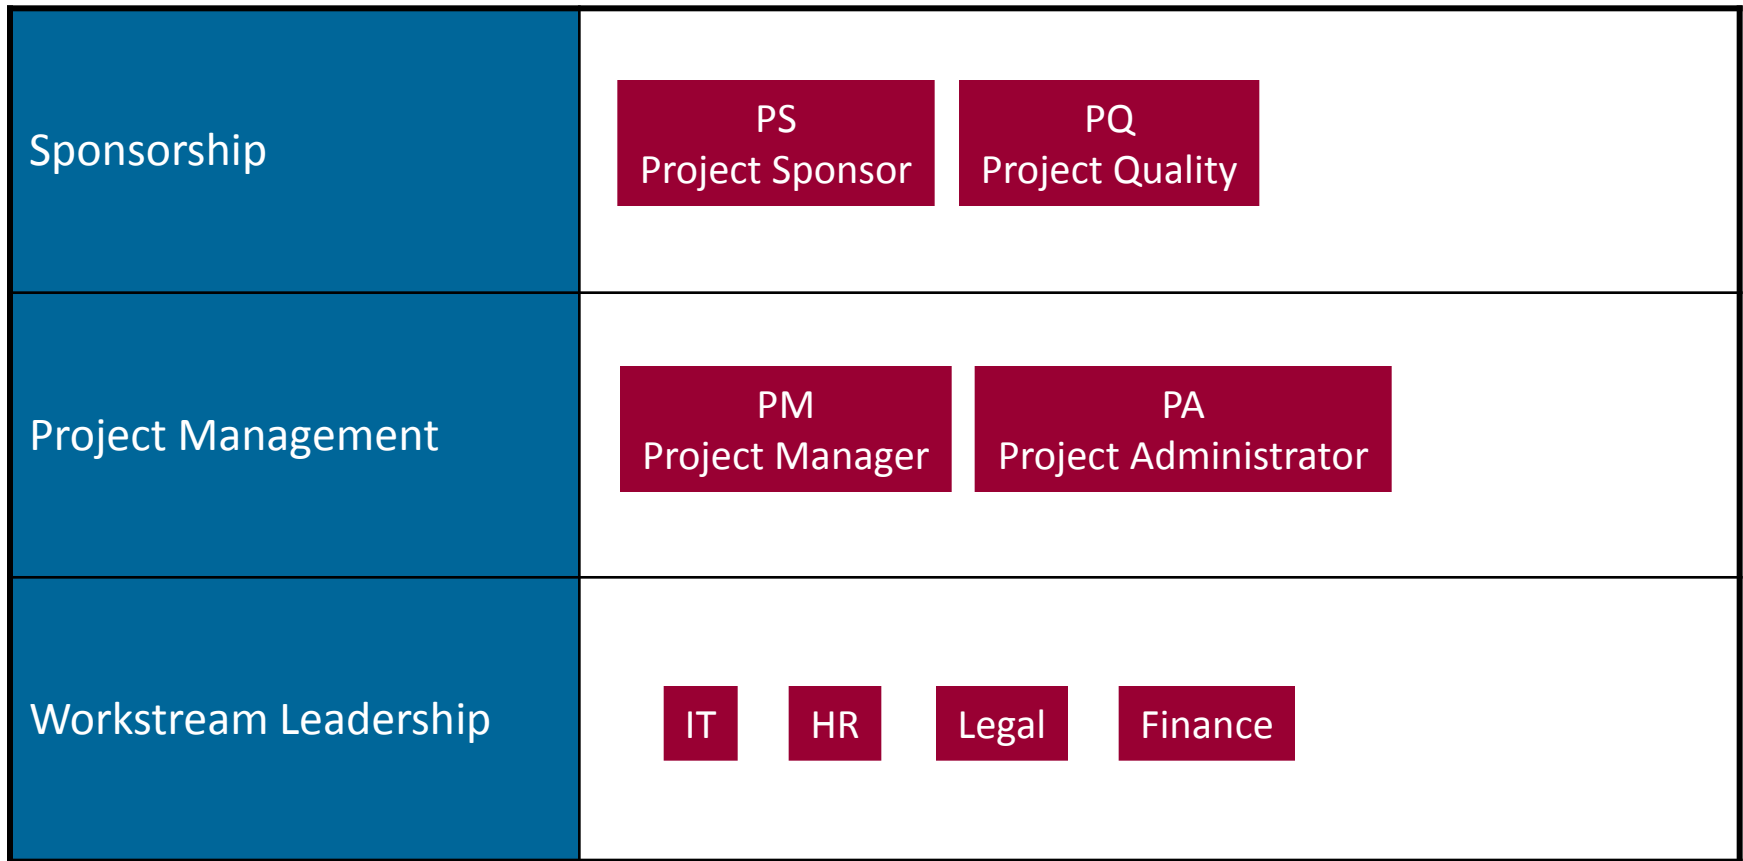 Sponsorship
PS
Project Sponsor
PQ
Project Quality
Project Management
PM
Project Manager
PA
Project Administrator
Workstream Leadership
IT
HR
Legal
Finance